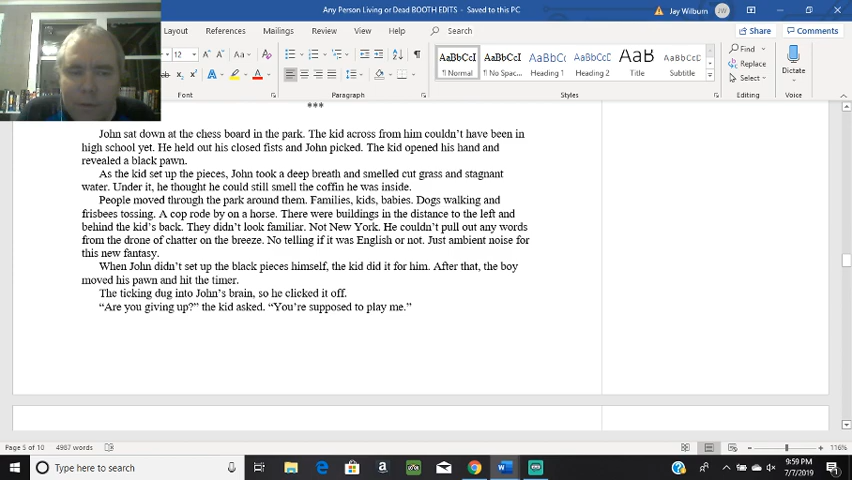 Any Person Living or Dead BOOTH EDITS - Saved to this PC
Jay Wilburn JW
Layout References Mailings Review View Help Search Share Comments
12 Aa
AaBbCcI AaBbCcI AaBbC AaBbCc AaB AaBbCc
¶ Normal ¶ No Spac... Heading 1 Heading 2 Title Subtitle
Find
Replace
Select
Dictate
Font Paragraph Styles Editing Voice
***
John sat down at the chess board in the park. The kid across from him couldn't have been in
high school yet. He held out his closed fists and John picked. The kid opened his hand and
revealed a black pawn.
As the kid set up the pieces, John took a deep breath and smelled cut grass and stagnant
water. Under it, he thought he could still smell the coffin he was inside.
People moved through the park around them. Families, kids, babies. Dogs walking and
frisbees tossing. A cop rode by on a horse. There were buildings in the distance to the left and
behind the kid's back. They didn't look familiar. Not New York. He couldn't pull out any words
from the drone of chatter on the breeze. No telling if it was English or not. Just ambient noise for
this new fantasy.
When John didn't set up the black pieces himself, the kid did it for him. After that, the boy
moved his pawn and hit the timer.
The ticking dug into John's brain, so he clicked it off.
“Are you giving up?” the kid asked. “You're supposed to play me.”
Page 5 of 10 4987 words 116%
Type here to search
9:59 PM
7/7/2019